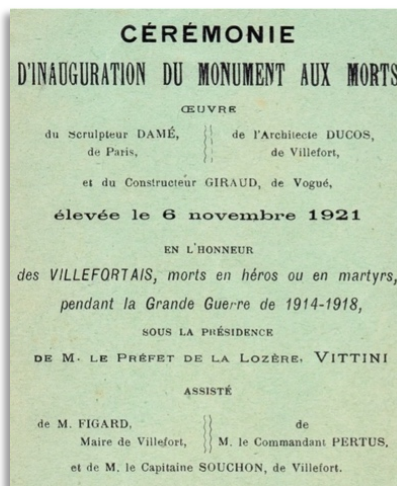 CÉRÉMONIE
D'INAUGURATION DU MONUMENT AUX MORTS
ŒUVRE
du Scrulpteur DAMÉ,
de Paris,
de l'Architecte DUCOS,
de Villefort,
et du Constructeur GIRAUD, de Vogué,
élevée le 6 novembre 1921
EN L'HONNEUR
des VILLEFORTAIS, morts en héros ou en martyrs,
pendant la Grande Guerre de 1914-1918,
SOUS LA PRÉSIDENCE
DE M. LE PRÉFET DE LA LOZÈRE, VITTINI
ASSISTÉ
de M. FIGARD,
Maire de Villefort,
de
M. le Commandant PERTUS,
et de M. le Capitaine SOUCHON, de Villefort.